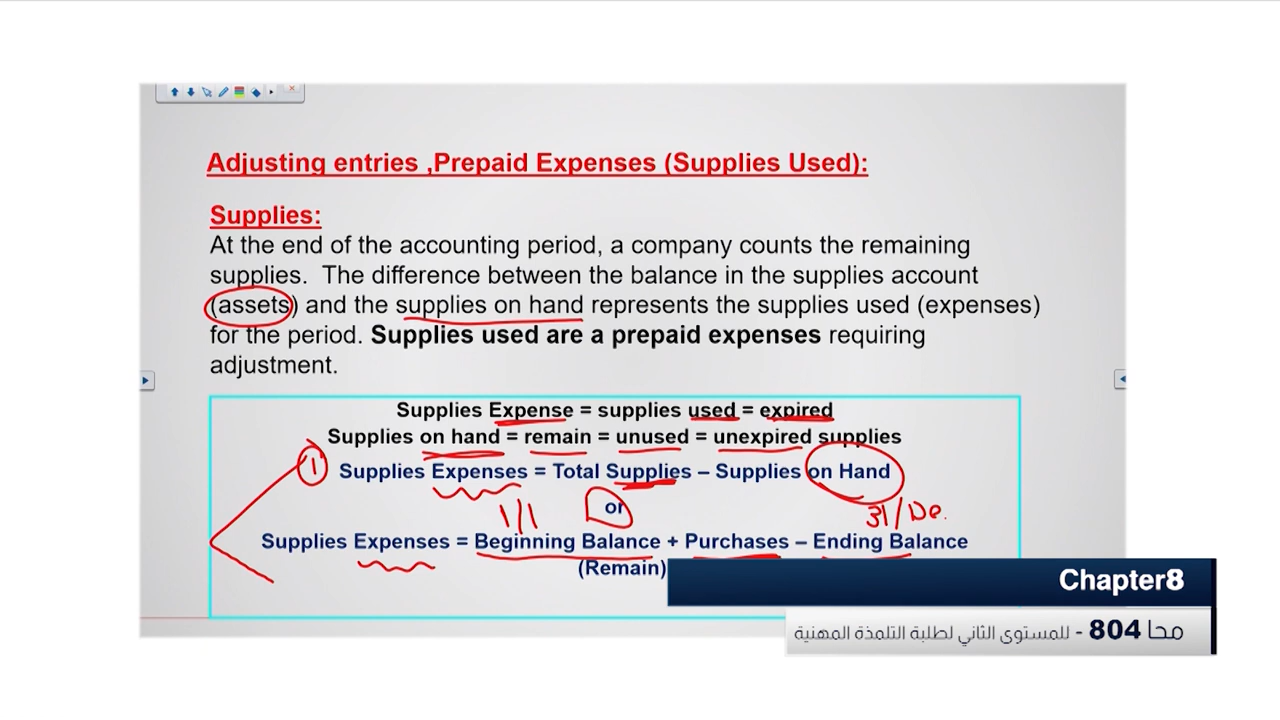 Adjusting entries ,Prepaid Expenses (Supplies Used):
Supplies:
At the end of the accounting period, a company counts the remaining
supplies. The difference between the balance in the supplies account
(assets) and the supplies on hand represents the supplies used (expenses)
for the period. Supplies used are a prepaid expenses requiring
adjustment.
Supplies Expense = supplies used = expired
Supplies on hand = remain = unused = unexpired supplies
1 Supplies Expenses = Total Supplies – Supplies on Hand
1/1 or 31/De.
Supplies Expenses = Beginning Balance + Purchases – Ending Balance
(Remain)
Chapter8
محا 804 - للمستوى الثاني لطلبة التلمذة المهنية